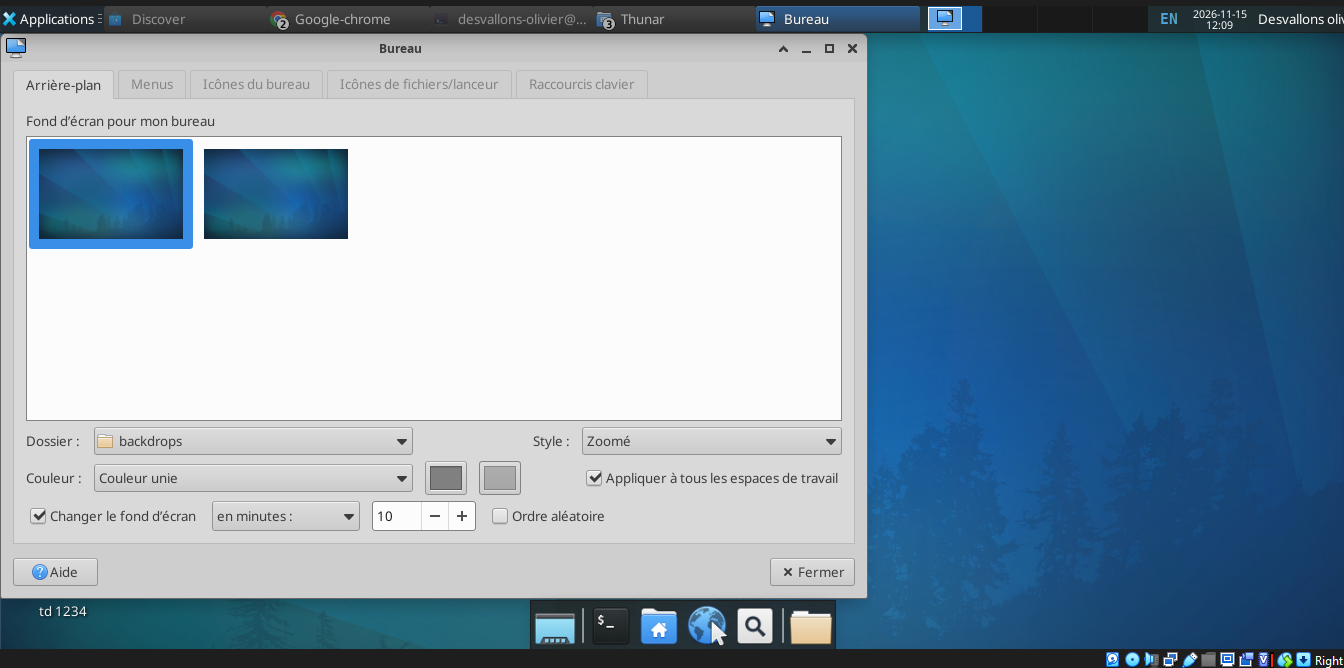 Applications
Discover
2
Google-chrome
desvallons-olivier@...
3
Thunar
Bureau
EN
2026-11-15
12:09
Desvallons oliv
Bureau
Arrière-plan
Menus
Icônes du bureau
Icônes de fichiers/lanceur
Raccourcis clavier
Fond d'écran pour mon bureau
Dossier :
backdrops
Style :
Zoomé
Couleur :
Couleur unie
Appliquer à tous les espaces de travail
Changer le fond d'écran
en minutes :
10
Ordre aléatoire
Aide
Fermer
td 1234
$_
Right